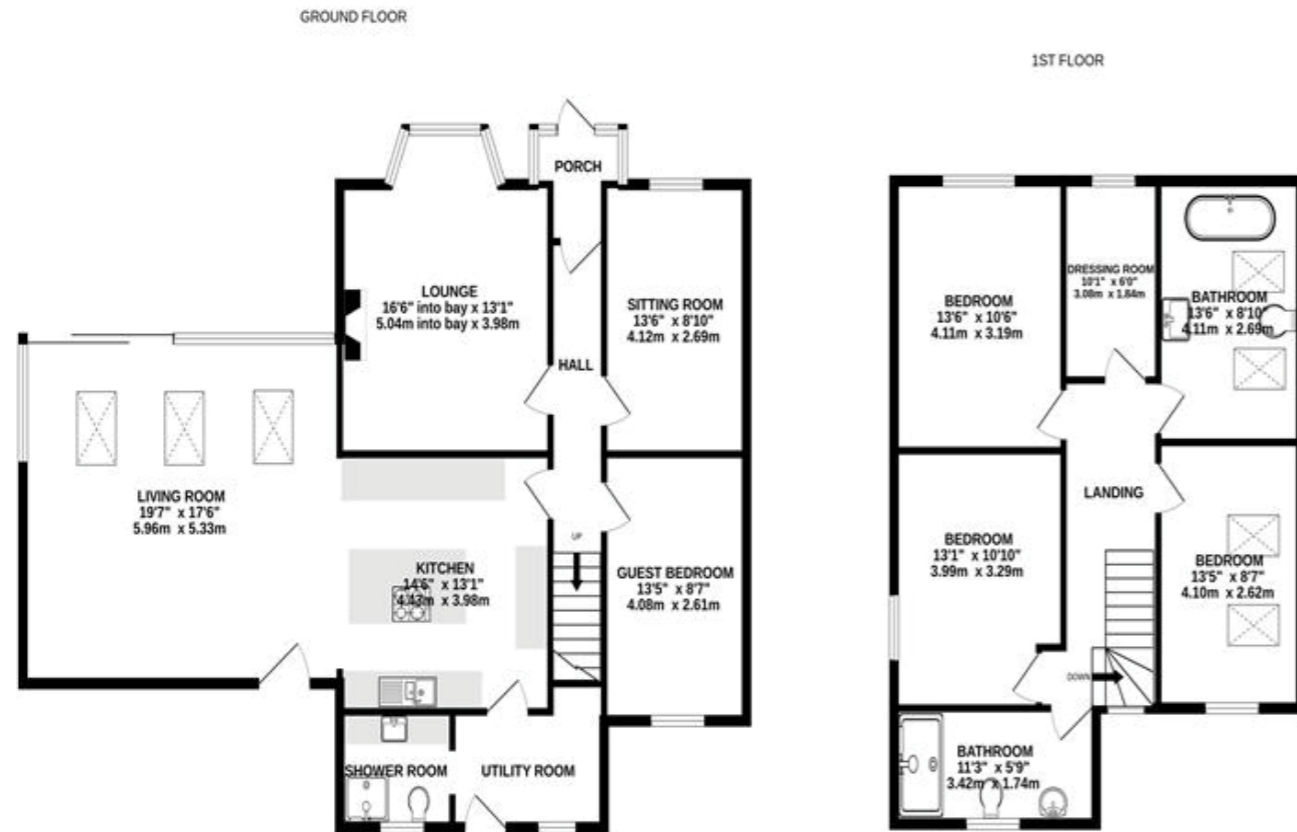 GROUND FLOOR
PORCH
LOUNGE
16'6" into bay x 13'1"
5.04m into bay x 3.98m
SITTING ROOM
13'6" x 8'10"
4.12m x 2.69m
HALL
LIVING ROOM
19'7" x 17'6"
5.96m x 5.33m
KITCHEN
14'6" x 13'1"
4.43m x 3.98m
UP
GUEST BEDROOM
13'5" x 8'7"
4.08m x 2.61m
SHOWER ROOM
UTILITY ROOM
1ST FLOOR
BEDROOM
13'6" x 10'6"
4.11m x 3.19m
DRESSING ROOM
10'1" x 6'0"
3.08m x 1.84m
BATHROOM
13'6" x 8'10"
4.11m x 2.69m
LANDING
BEDROOM
13'1" x 10'10"
3.99m x 3.29m
BEDROOM
13'5" x 8'7"
4.10m x 2.62m
DOWN
BATHROOM
11'3" x 5'9"
3.42m x 1.74m